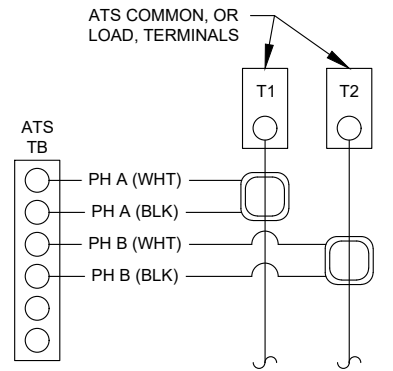 ATS COMMON, OR
LOAD, TERMINALS
T1
T2
ATS
TB
PH A (WHT)
PH A (BLK)
PH B (WHT)
PH B (BLK)